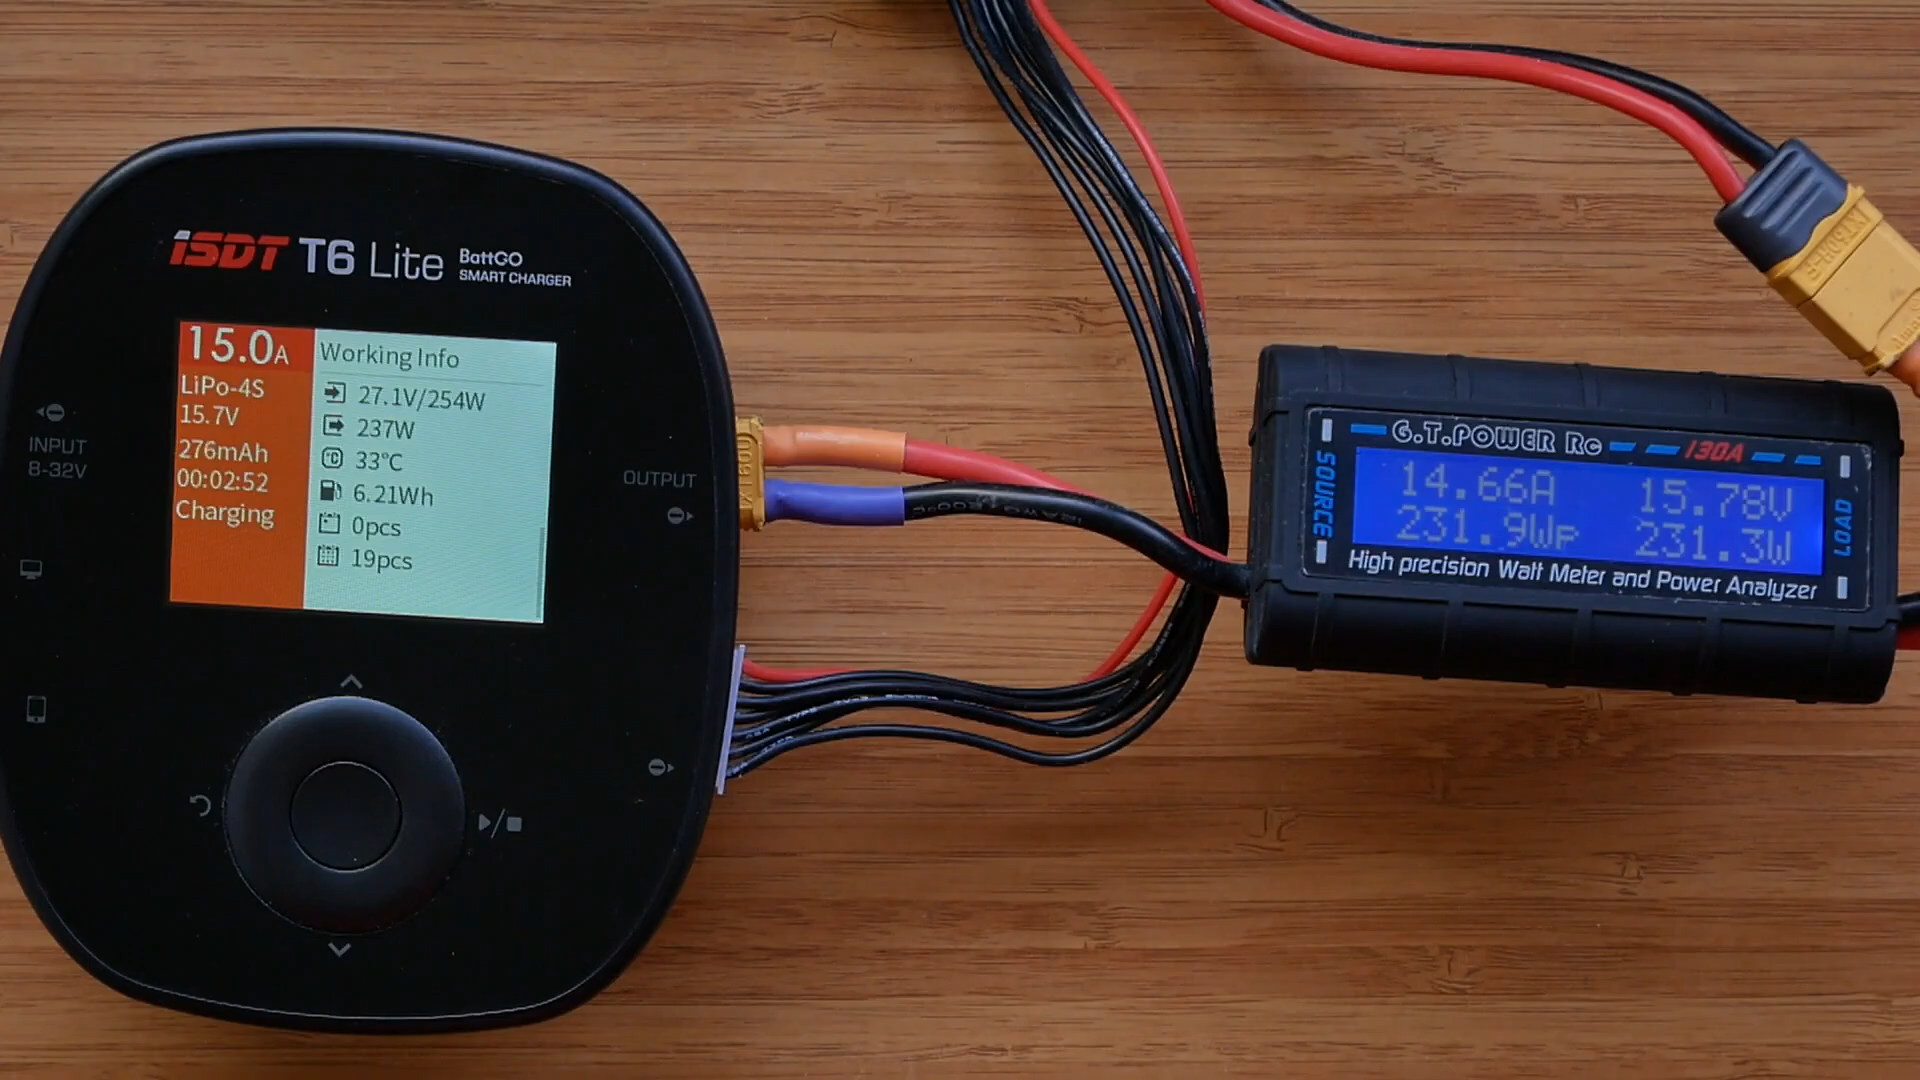 iSDT T6 Lite BattGO
SMART CHARGER
15.0A
LiPo-4S
15.7V
276mAh
00:02:52
Charging
Working Info
27.1V/254W
237W
33°C
6.21Wh
0pcs
19pcs
INPUT
8-32V
OUTPUT
XT60
G.T.POWER RC 130A
SOURCE
14.66A 15.78V
231.9Wp 231.3W
LOAD
High precision Watt Meter and Power Analyzer